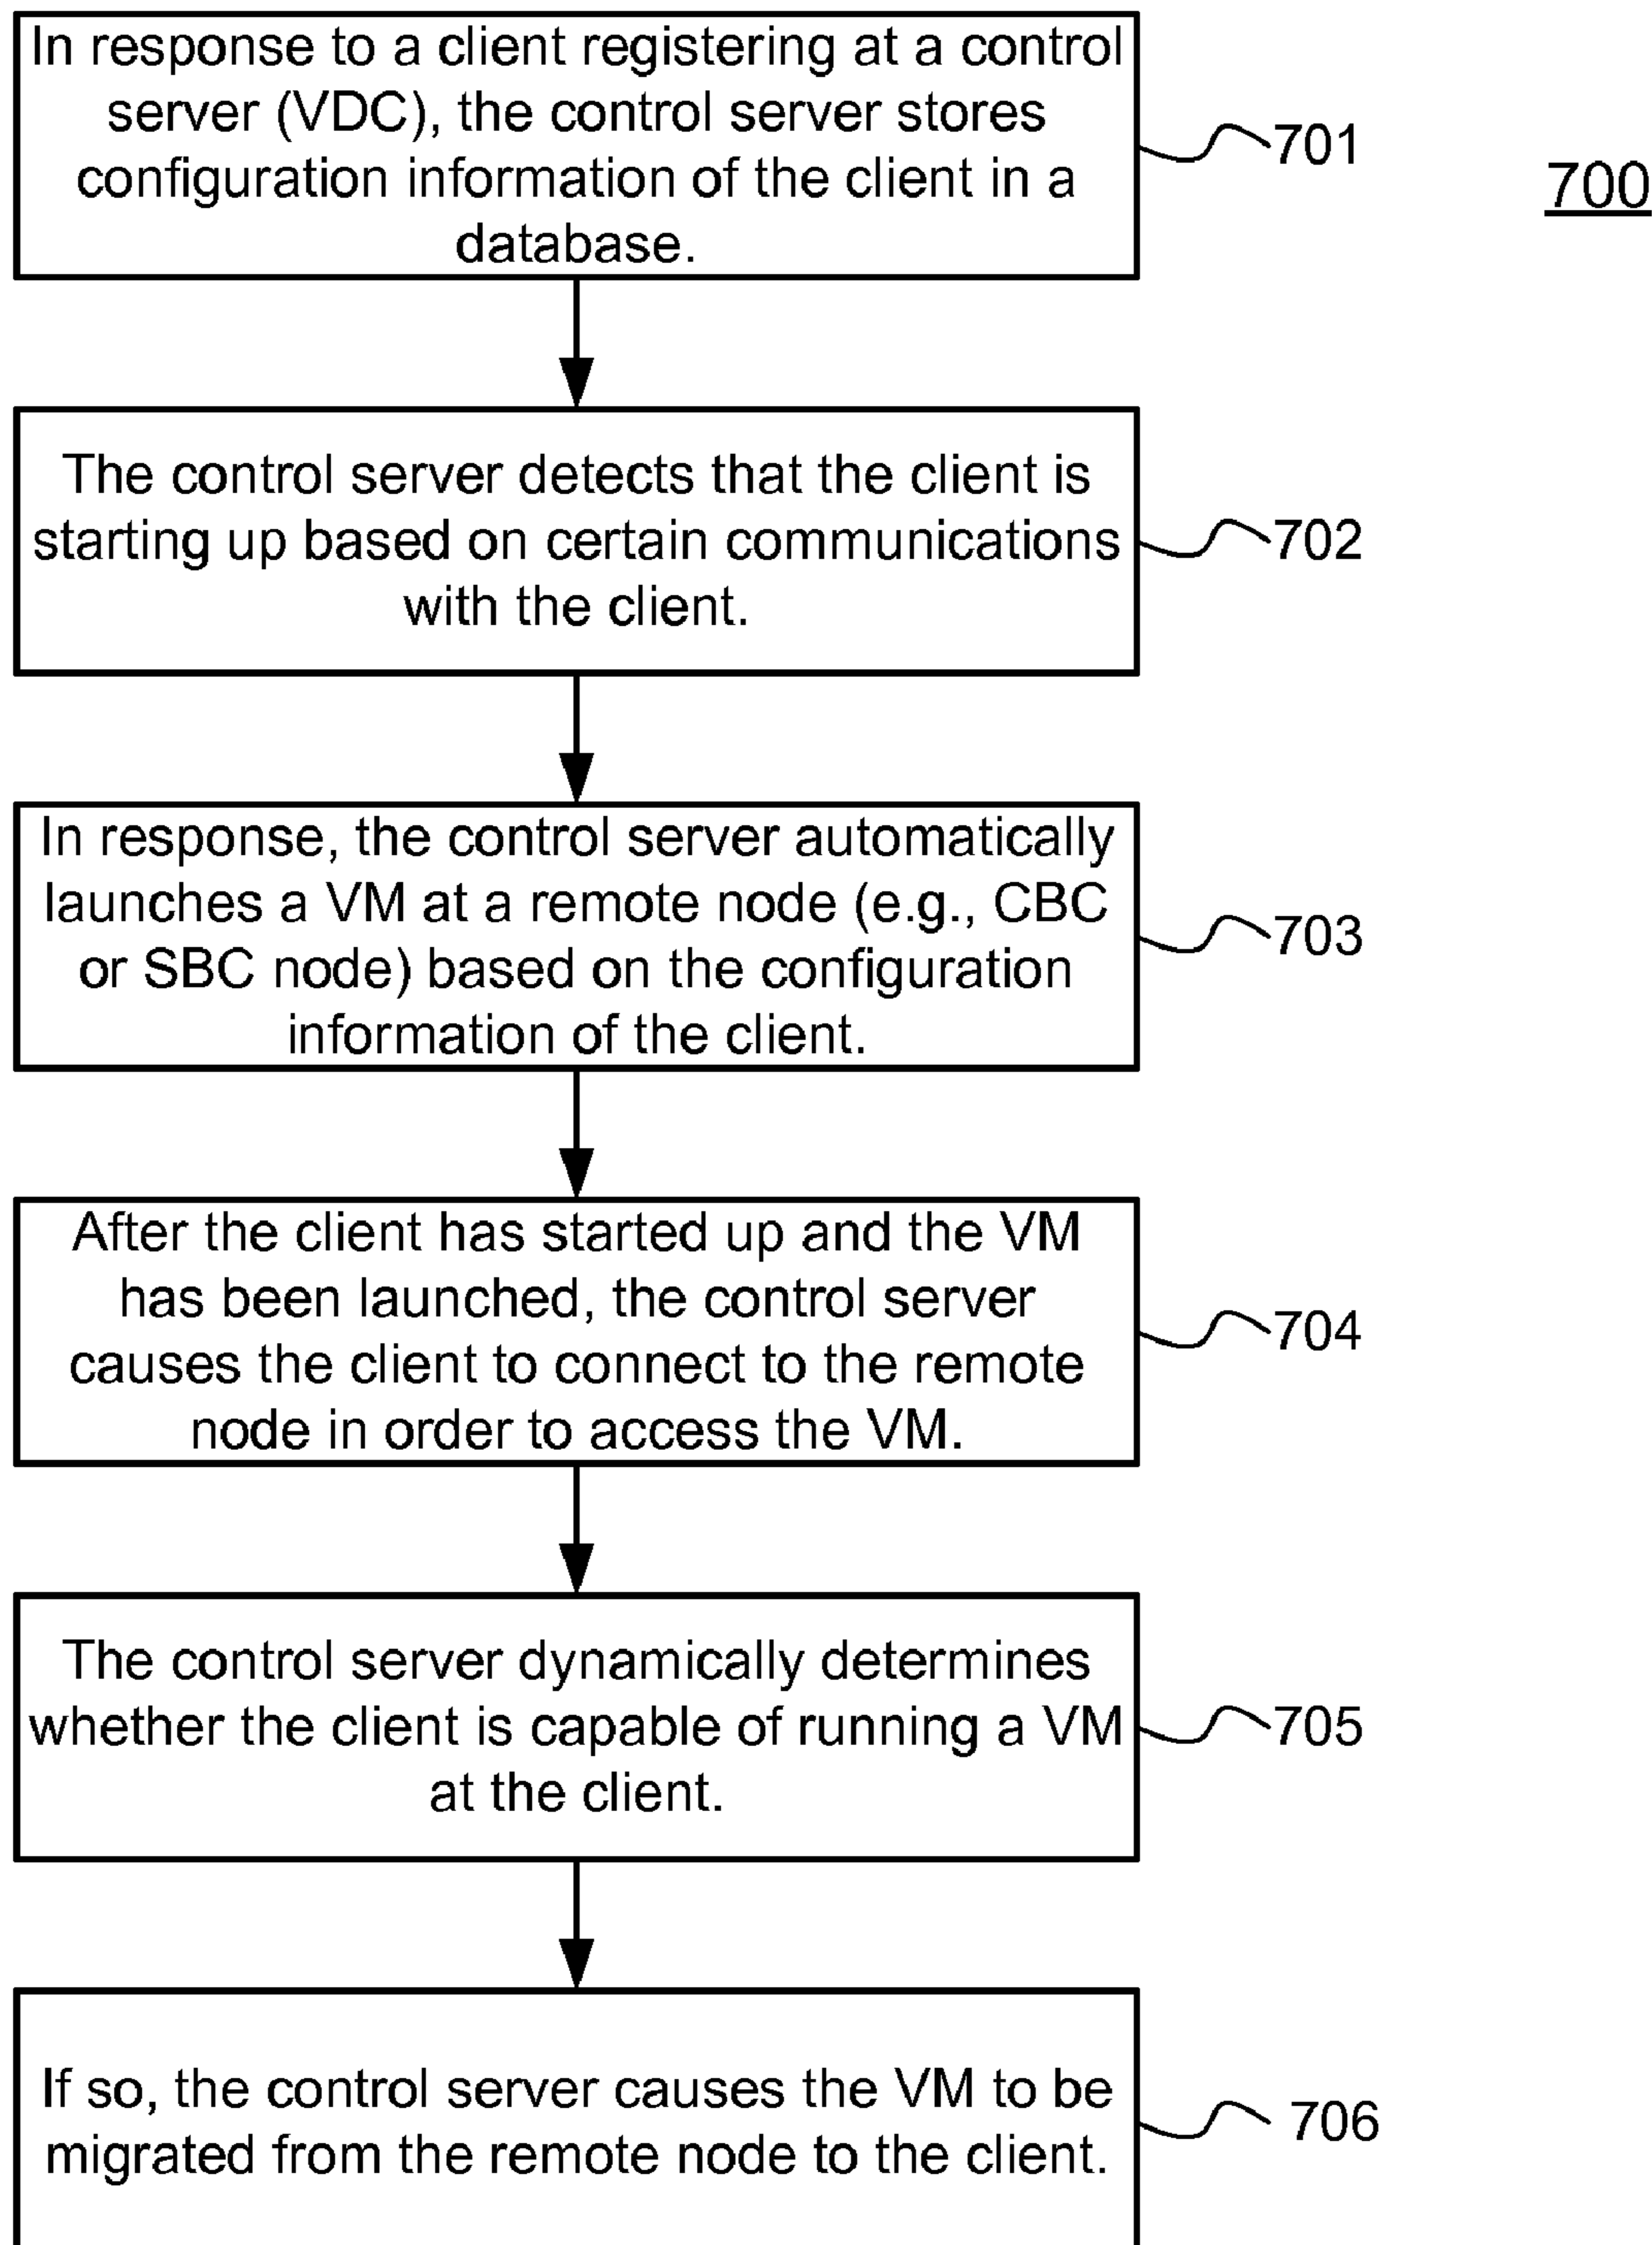 In response to a client registering at a control
server (VDC), the control server stores
configuration information of the client in a
database.
701
700
The control server detects that the client is
starting up based on certain communications
with the client.
702
In response, the control server automatically
launches a VM at a remote node (e.g., CBC
or SBC node) based on the configuration
information of the client.
703
After the client has started up and the VM
has been launched, the control server
causes the client to connect to the remote
node in order to access the VM.
704
The control server dynamically determines
whether the client is capable of running a VM
at the client.
705
If so, the control server causes the VM to be
migrated from the remote node to the client.
706